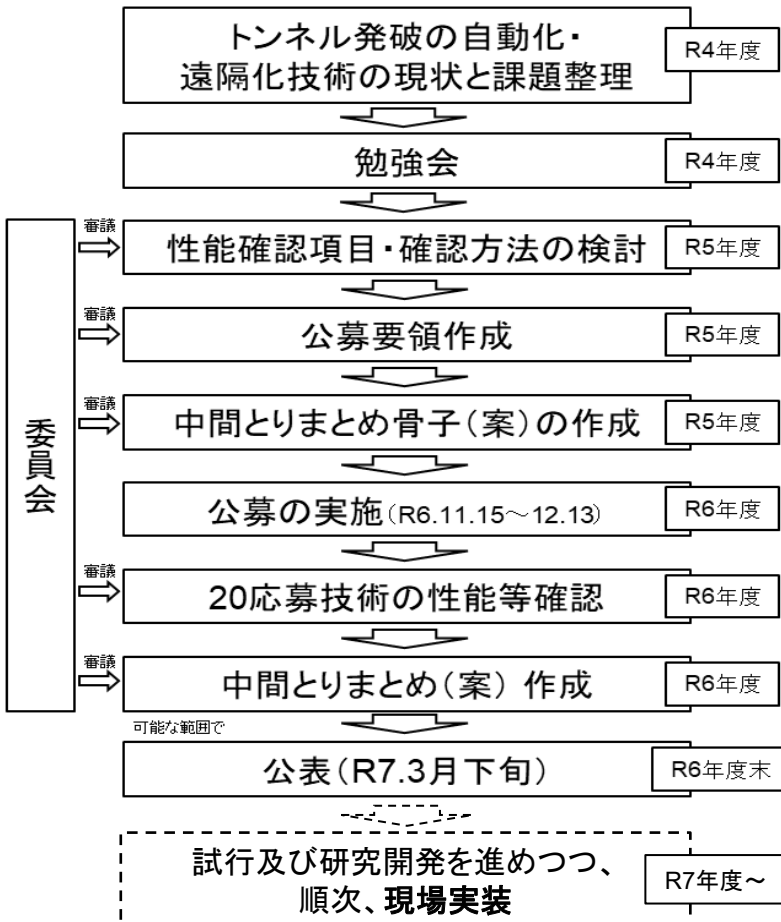 トンネル発破の自動化・
遠隔化技術の現状と課題整理
R4年度
勉強会
R4年度
委員会
審議
性能確認項目・確認方法の検討
R5年度
審議
公募要領作成
R5年度
審議
中間とりまとめ骨子(案)の作成
R5年度
公募の実施(R6.11.15～12.13)
R6年度
審議
20応募技術の性能等確認
R6年度
審議
中間とりまとめ(案) 作成
R6年度
可能な範囲で
公表(R7.3月下旬)
R6年度末
試行及び研究開発を進めつつ、
順次、現場実装
R7年度～